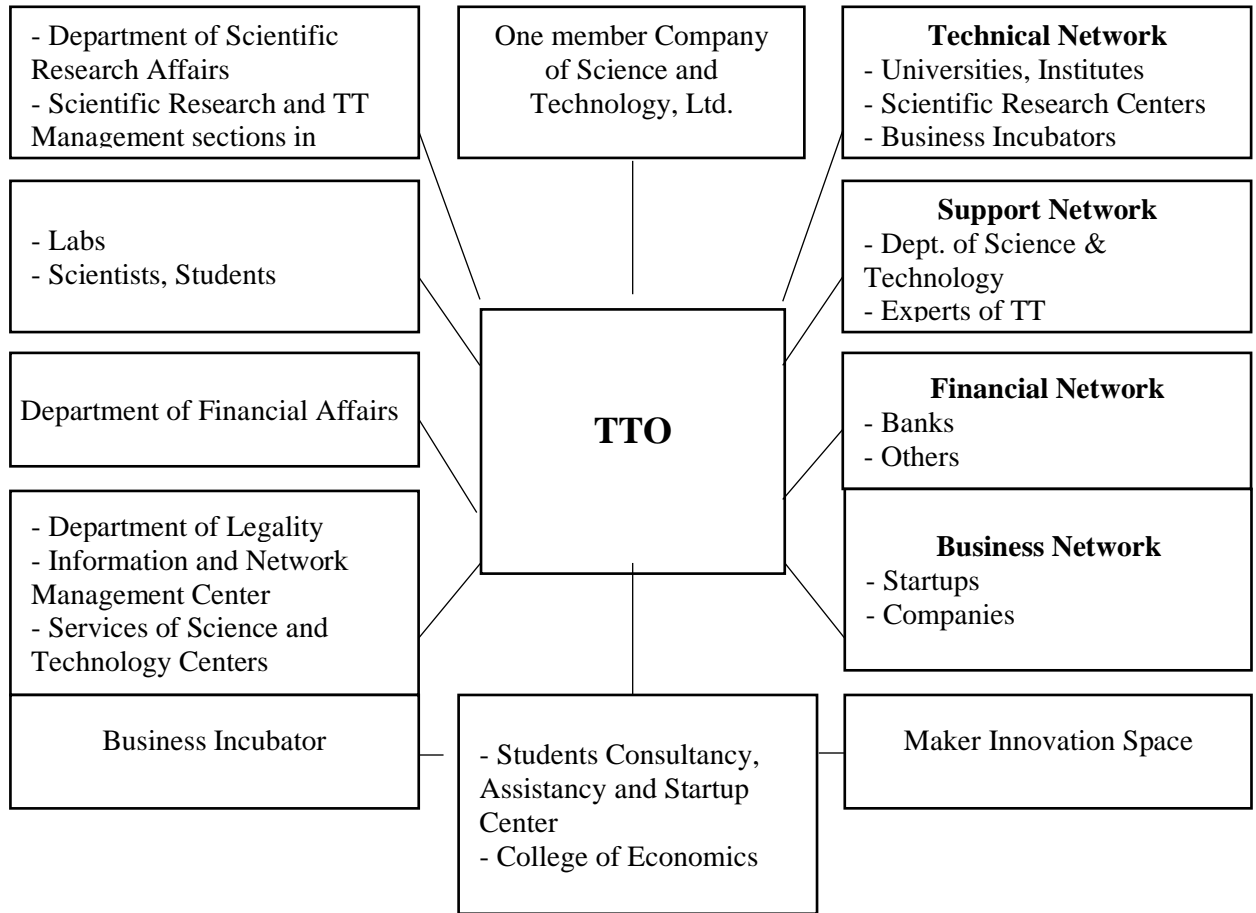 - Department of Scientific
Research Affairs
- Scientific Research and TT
Management sections in
One member Company
of Science and
Technology, Ltd.
Technical Network
- Universities, Institutes
- Scientific Research Centers
- Business Incubators
- Labs
- Scientists, Students
Support Network
- Dept. of Science &
Technology
- Experts of TT
Department of Financial Affairs
TTO
Financial Network
- Banks
- Others
- Department of Legality
- Information and Network
Management Center
- Services of Science and
Technology Centers
Business Network
- Startups
- Companies
Business Incubator
- Students Consultancy,
Assistancy and Startup
Center
- College of Economics
Maker Innovation Space